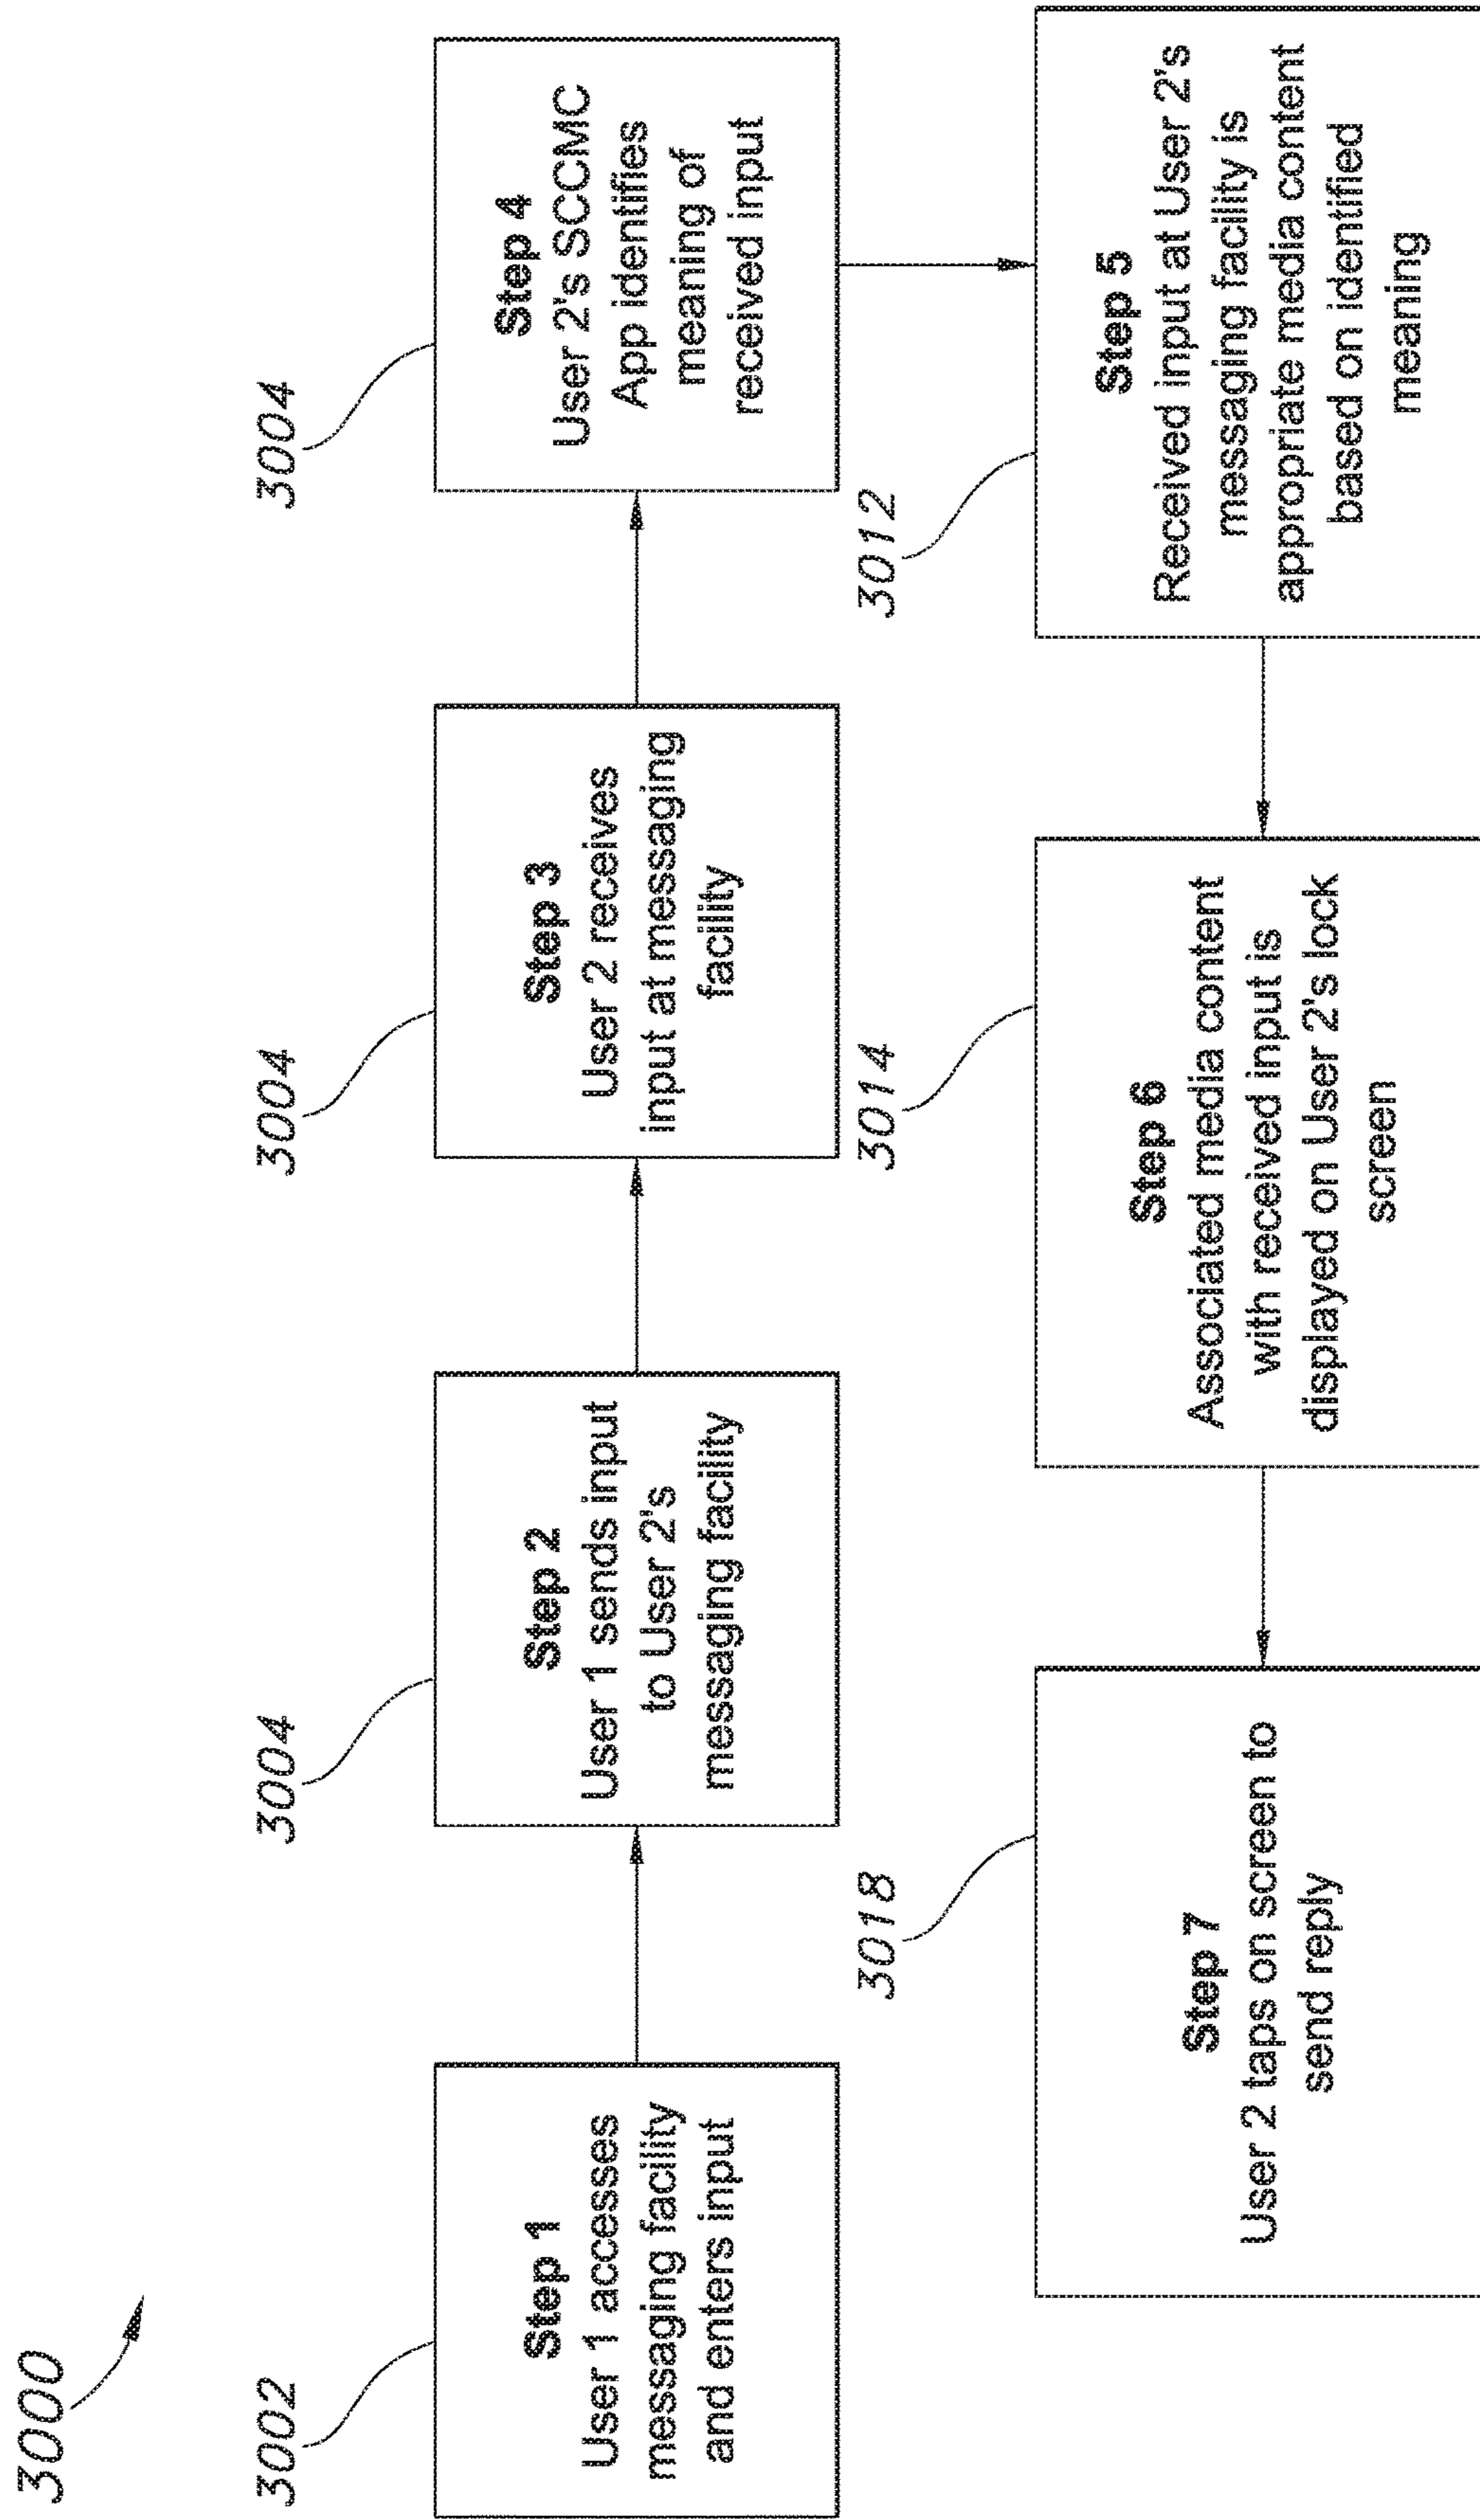 3000
3002
Step 1
User 1 accesses
messaging facility
and enters input
3004
Step 2
User 1 sends input
to User 2's
messaging facility
3004
Step 3
User 2 receives
input at messaging
facility
3004
Step 4
User 2's SCCMC
App identifies
meaning of
received input
3012
Step 5
Received input at User 2's
messaging facility is
appropriate media content
based on identified
meaning
3014
Step 6
Associated media content
with received input is
displayed on User 2's lock
screen
3018
Step 7
User 2 taps on screen to
send reply